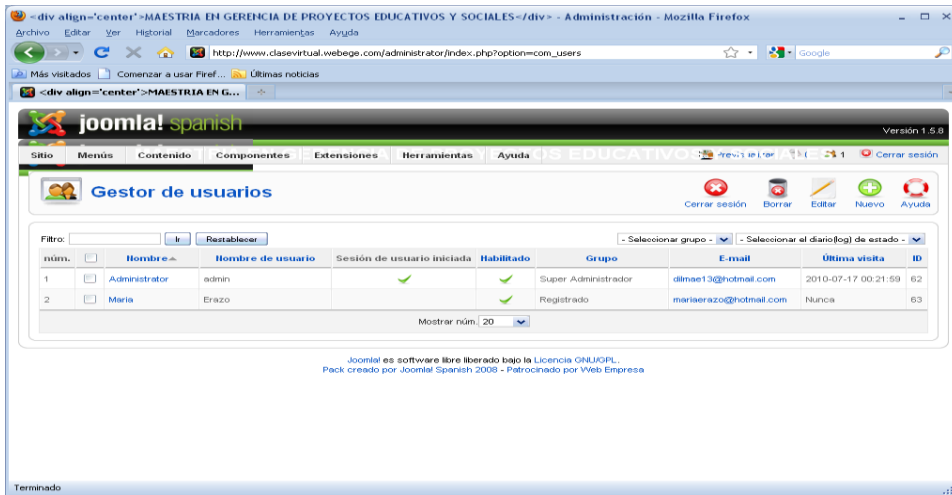 <div align='center'>MAESTRIA EN GERENCIA DE PROYECTOS EDUCATIVOS Y SOCIALES</div> - Administración - Mozilla Firefox
Archivo Editar Ver Historial Marcadores Herramientas Ayuda
http://www.clasevirtual.webege.com/administrator/index.php?option=com_users
Google
Más visitados Comenzar a usar Firef... Últimas noticias
<div align='center'>MAESTRIA EN G...
joomla! spanish
Versión 1.5.8
Sitio Menús Contenido Componentes Extensiones Herramientas Ayuda 1 Cerrar sesión
Gestor de usuarios
Cerrar sesión Borrar Editar Nuevo Ayuda
Filtro: Ir Restablecer - Seleccionar grupo - - Seleccionar el diario(log) de estado -
núm. Nombre Nombre de usuario Sesión de usuario iniciada Habilitado Grupo E-mail Última visita ID
1 Administrator admin Super Administrador dilmae13@hotmail.com 2010-07-17 00:21:59 62
2 Maria Erazo Registrado mariaerazo@hotmail.com Nunca 63
Mostrar núm. 20
Joomla! es software libre liberado bajo la Licencia GNU/GPL.
Pack creado por Joomla! Spanish 2008 - Patrocinado por Web Empresa
Terminado